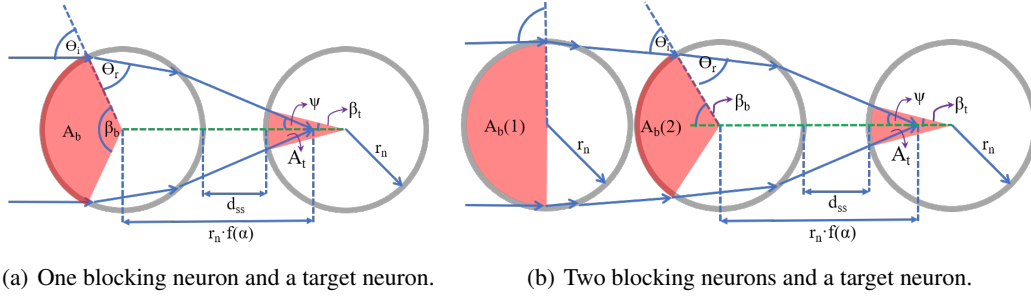 Θi
Θr
Ab
βb
ψ
βt
At
rn
dss
rn·f(α)
(a) One blocking neuron and a target neuron.
Θi
Θr
Ab(1)
Ab(2)
βb
ψ
βt
At
rn
rn
dss
rn·f(α)
(b) Two blocking neurons and a target neuron.